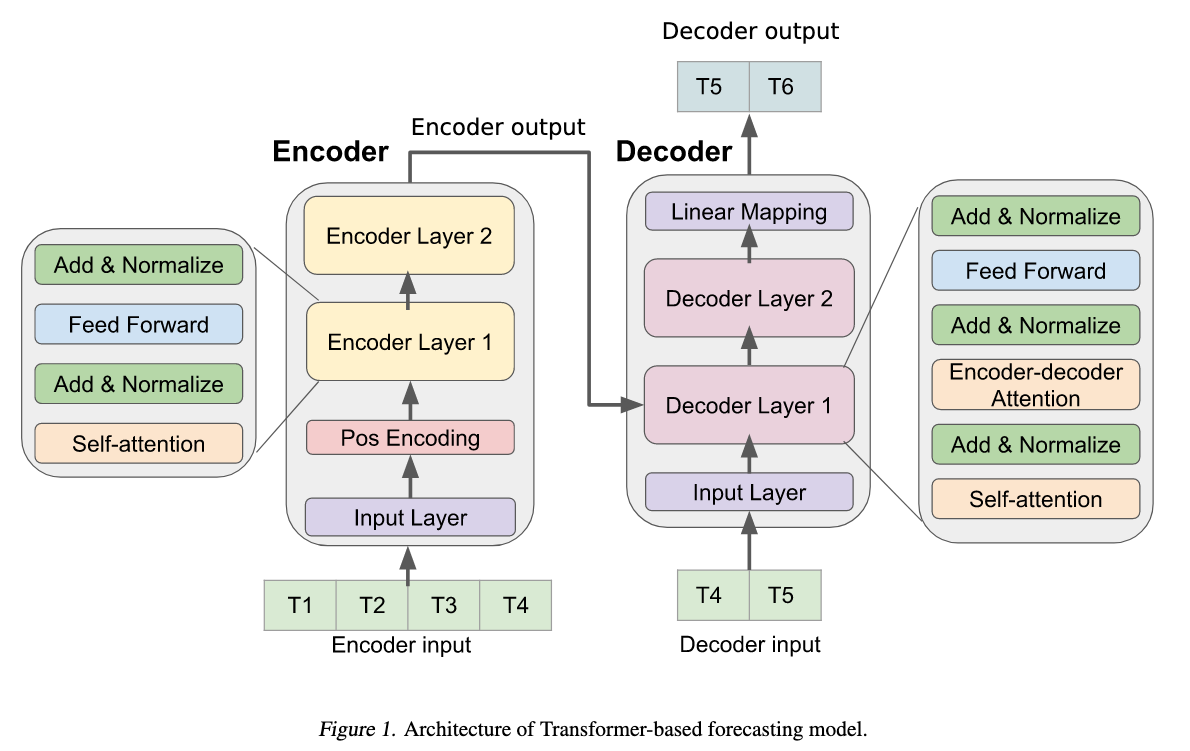 Decoder output
T5 T6
Encoder output
Encoder
Decoder
Add & Normalize
Feed Forward
Add & Normalize
Self-attention
Encoder Layer 2
Encoder Layer 1
Pos Encoding
Input Layer
T1 T2 T3 T4
Encoder input
Linear Mapping
Decoder Layer 2
Decoder Layer 1
Input Layer
T4 T5
Decoder input
Add & Normalize
Feed Forward
Add & Normalize
Encoder-decoder
Attention
Add & Normalize
Self-attention
Figure 1. Architecture of Transformer-based forecasting model.